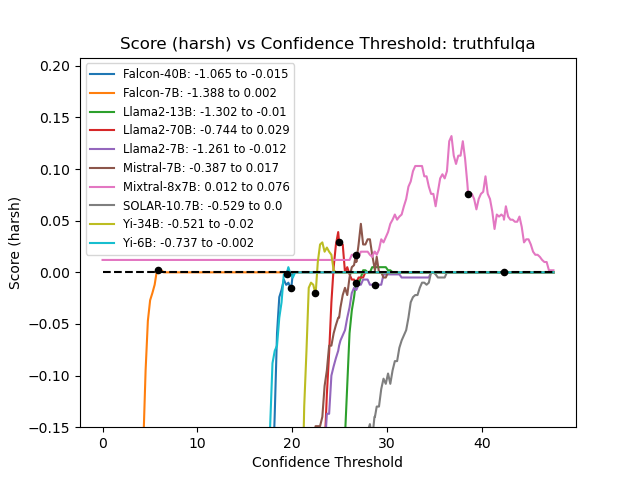 Score (harsh) vs Confidence Threshold: truthfulqa
0.20
0.15
0.10
0.05
0.00
−0.05
−0.10
−0.15
Score (harsh)
Falcon-40B: -1.065 to -0.015
Falcon-7B: -1.388 to 0.002
Llama2-13B: -1.302 to -0.01
Llama2-70B: -0.744 to 0.029
Llama2-7B: -1.261 to -0.012
Mistral-7B: -0.387 to 0.017
Mixtral-8x7B: 0.012 to 0.076
SOLAR-10.7B: -0.529 to 0.0
Yi-34B: -0.521 to -0.02
Yi-6B: -0.737 to -0.002
0 10 20 30 40
Confidence Threshold